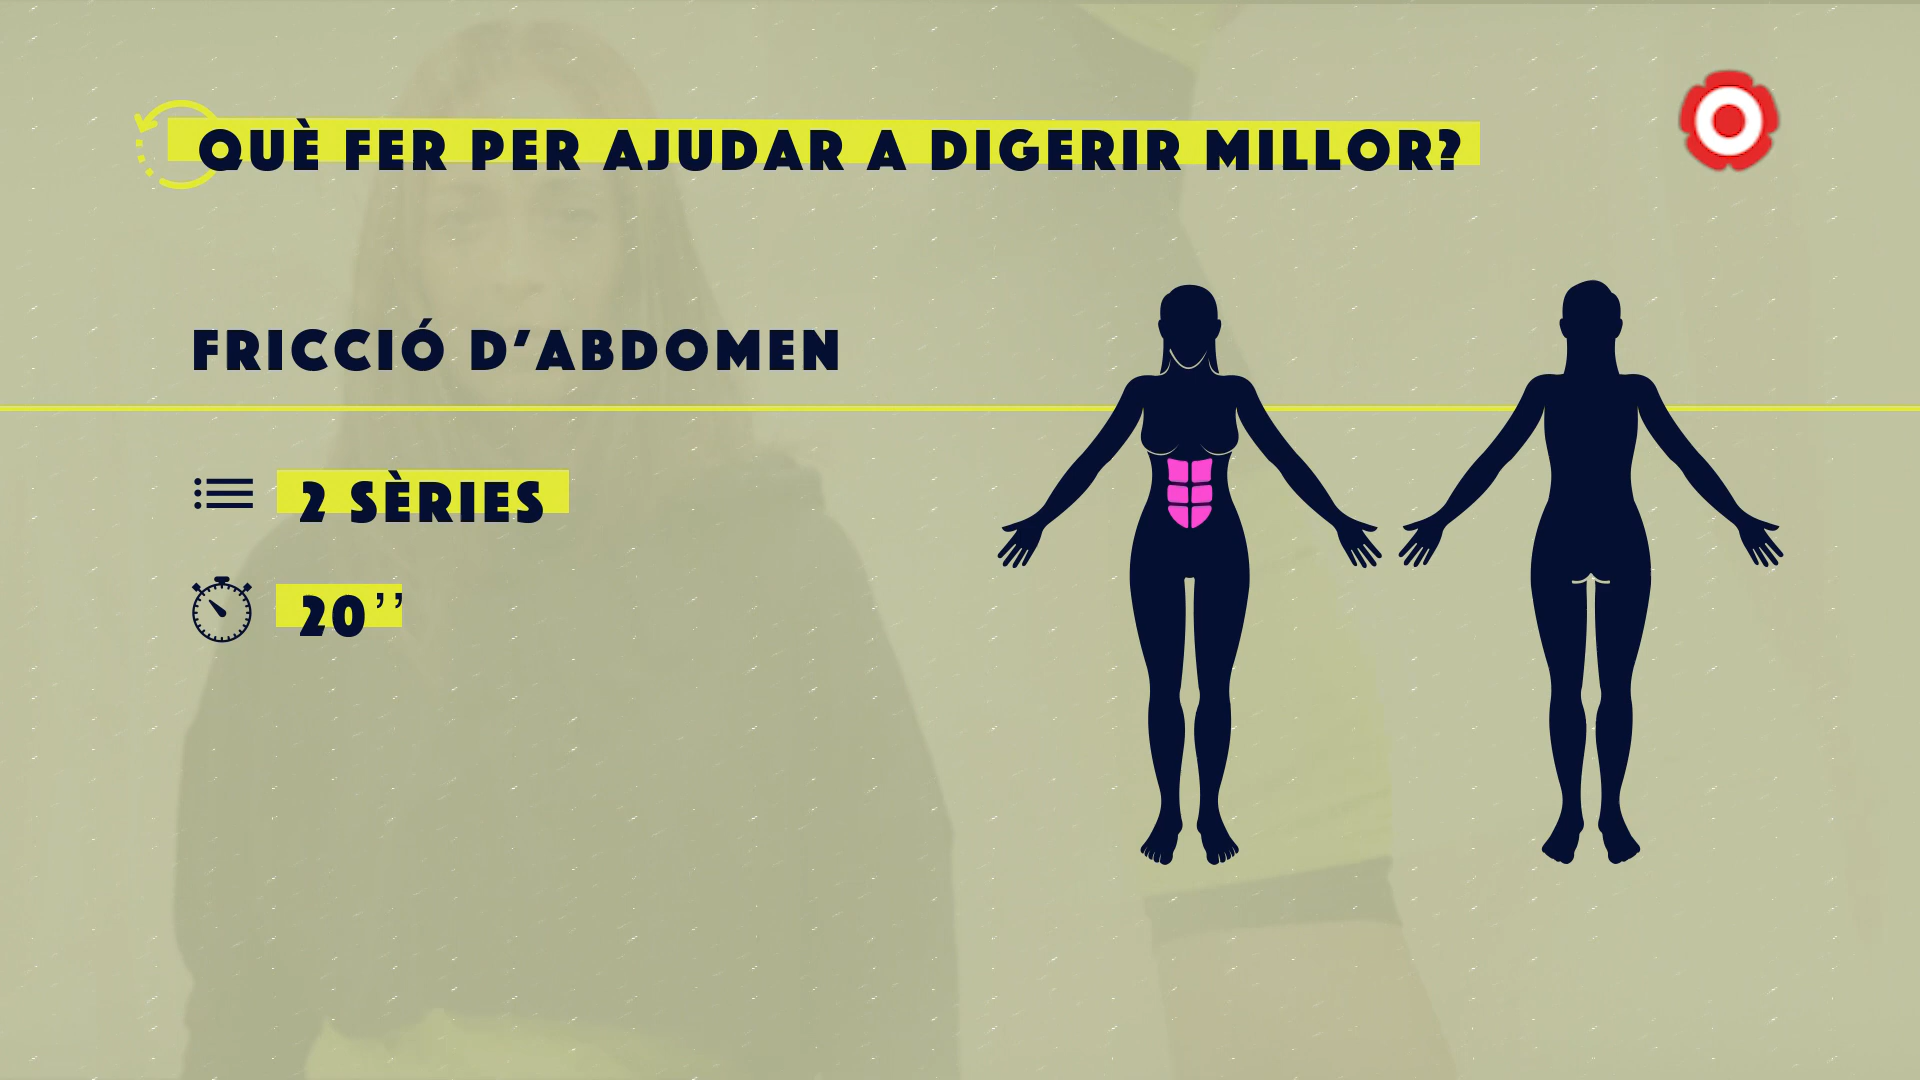 QUÈ FER PER AJUDAR A DIGERIR MILLOR?
FRICCIÓ D’ABDOMEN
2 SÈRIES
20’’